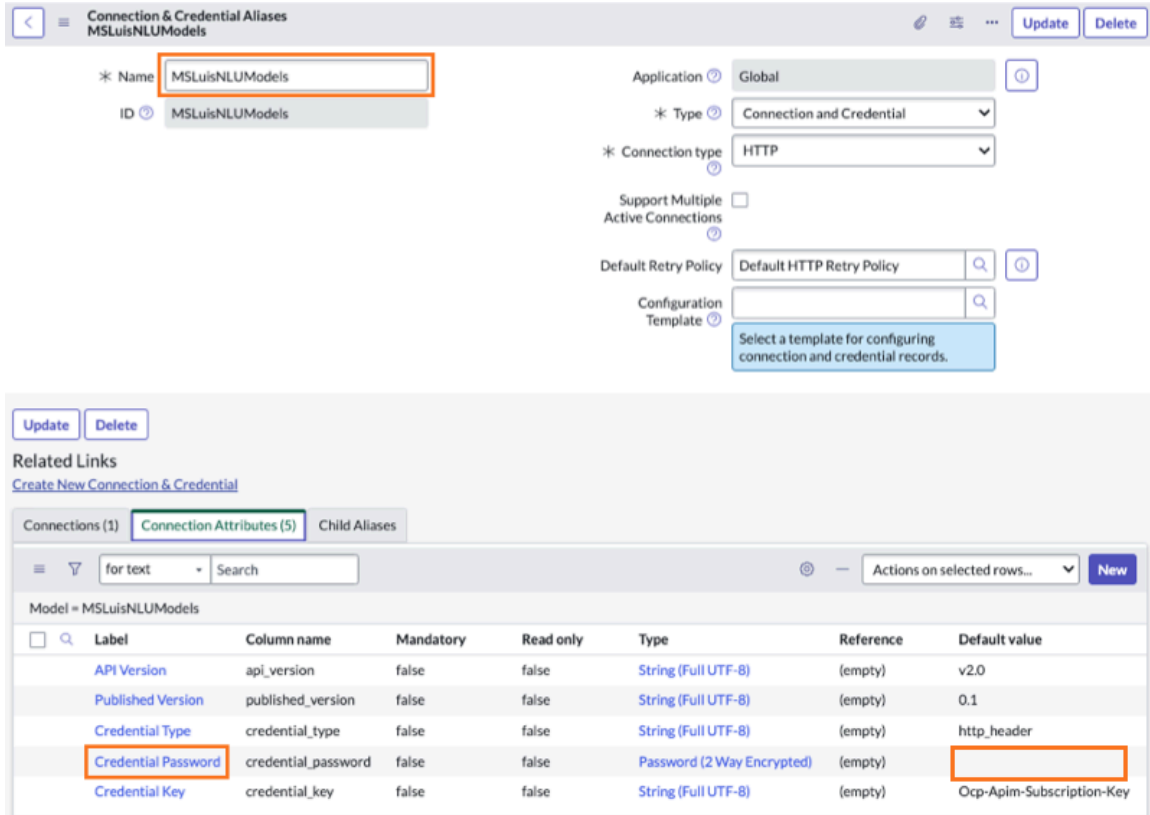 Connection & Credential Aliases
MSLuisNLUModels
Update
Delete
Name
MSLuisNLUModels
ID
MSLuisNLUModels
Application
Global
Type
Connection and Credential
Connection type
HTTP
Support Multiple
Active Connections
Default Retry Policy
Default HTTP Retry Policy
Configuration
Template
Select a template for configuring
connection and credential records.
Update
Delete
Related Links
Create New Connection & Credential
Connections (1)
Connection Attributes (5)
Child Aliases
for text
Search
Actions on selected rows...
New
Model = MSLuisNLUModels
Label Column name Mandatory Read only Type Reference Default value
API Version api_version false false String (Full UTF-8) (empty) v2.0
Published Version published_version false false String (Full UTF-8) (empty) 0.1
Credential Type credential_type false false String (Full UTF-8) (empty) http_header
Credential Password credential_password false false Password (2 Way Encrypted) (empty)
Credential Key credential_key false false String (Full UTF-8) (empty) Ocp-Apim-Subscription-Key